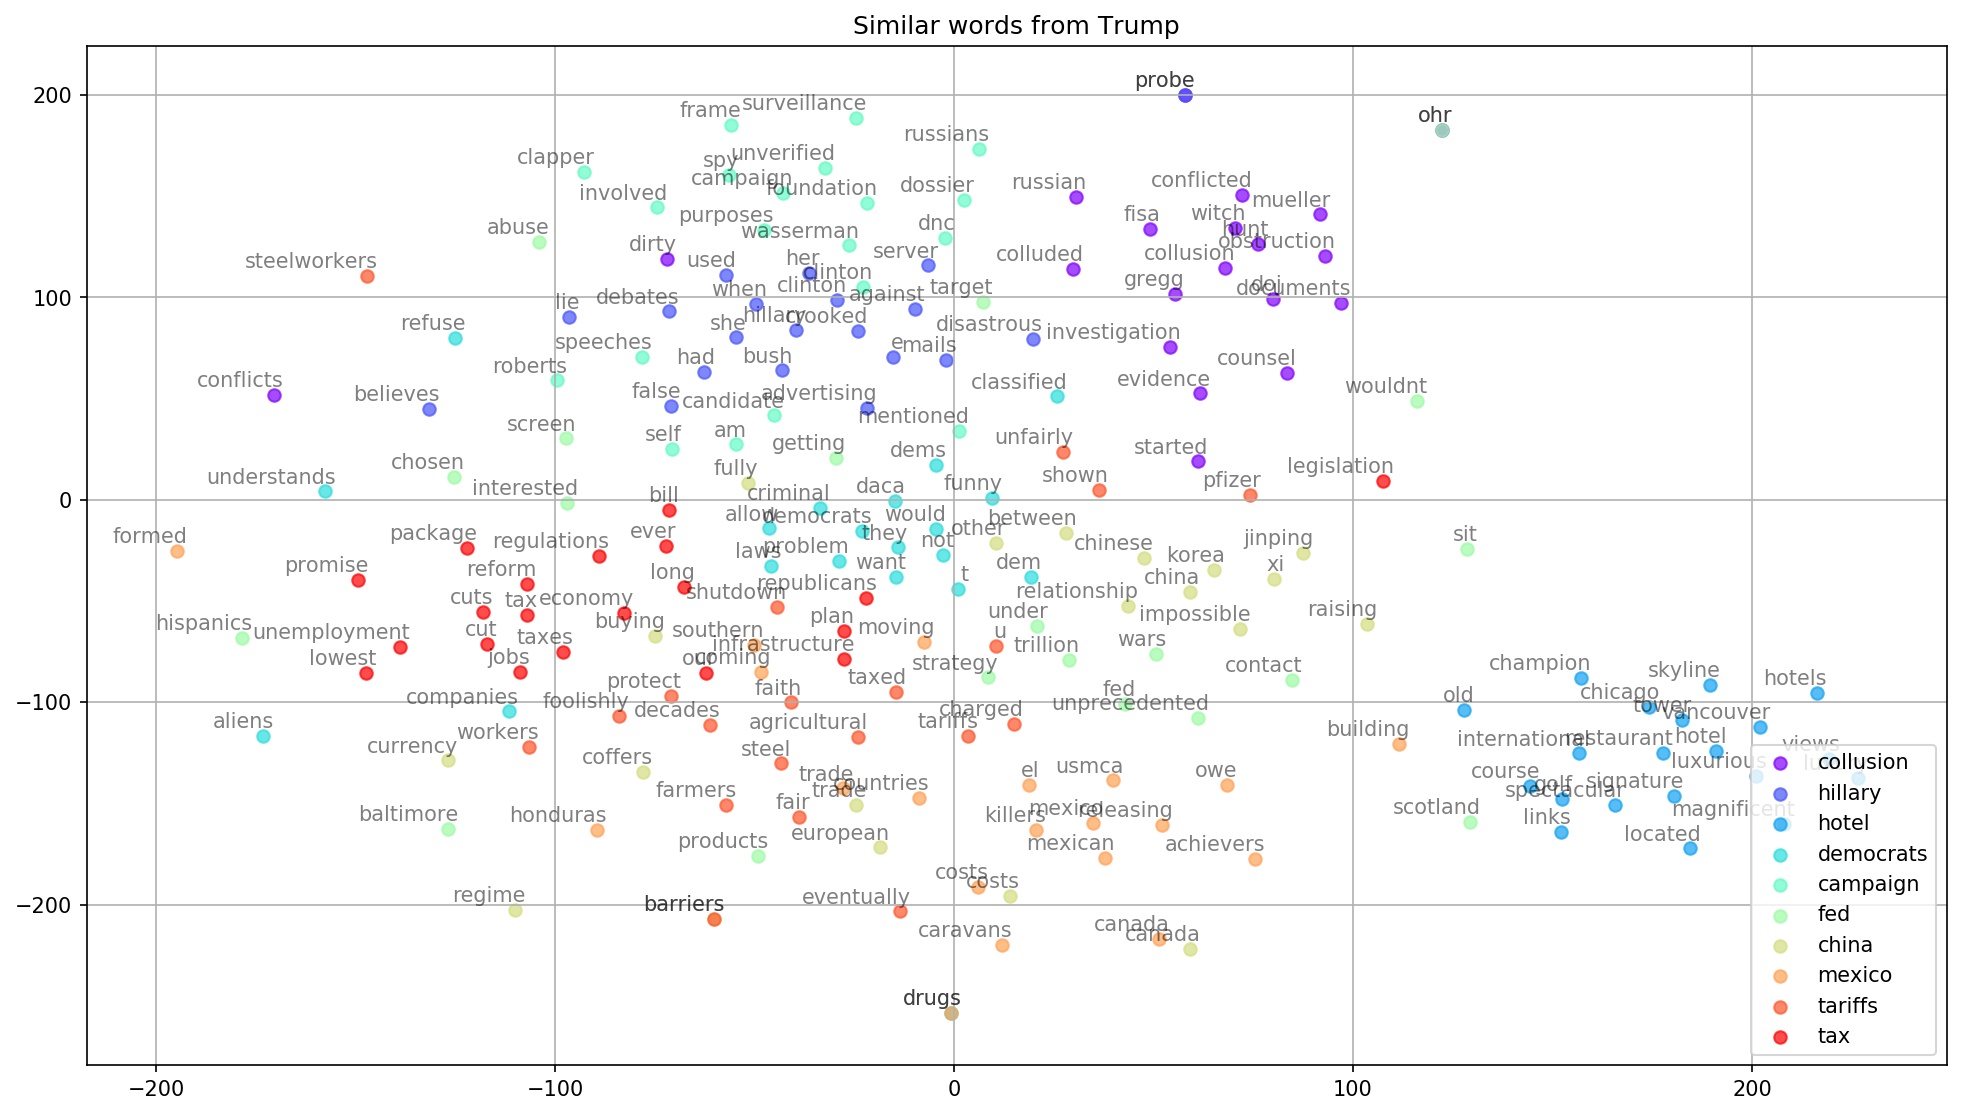 Similar words from Trump
probe
ohr
surveillance
frame
russians
unverified
clapper
spy
campaign
foundation
involved
dossier
russian
conflicted
mueller
purposes
wasserman
dnc
fisa
witch
hunt
abuse
dirty
server
obstruction
steelworkers
used
her
colluded
collusion
clinton
clinton
gregg
doj
documents
when
against
target
lie
debates
hillary
crooked
refuse
she
disastrous
investigation
speeches
bush
e
mails
had
roberts
counsel
conflicts
false
advertising
classified
evidence
wouldnt
believes
candidate
mentioned
screen
self
am
getting
unfairly
started
chosen
fully
dems
shown
legislation
understands
interested
bill
criminal
daca
funny
pfizer
allow
democrats
would
other
between
formed
package
regulations
ever
laws
problem
they
not
chinese
jinping
sit
promise
reform
long
republicans
want
t
dem
korea
xi
china
cuts
tax
economy
shutdown
relationship
hispanics
unemployment
cut
taxes
buying
southern
plan
moving
under
impossible
raising
infrastructure
u
lowest
jobs
our
coming
strategy
trillion
wars
contact
champion
skyline
hotels
companies
foolishly
protect
faith
taxed
fed
unprecedented
old
chicago
tower
vancouver
aliens
workers
decades
agricultural
tariffs
charged
building
international
restaurant
hotel
views
currency
coffers
steel
trade
trade
countries
el
usmca
owe
course
golf
spectacular
signature
luxurious
farmers
fair
baltimore
honduras
european
killers
mexico
releasing
scotland
links
magnificent
products
mexican
achievers
located
costs
costs
regime
barriers
eventually
caravans
canada
canada
drugs
200
100
0
−100
−200
−200
−100
0
100
200
collusion
hillary
hotel
democrats
campaign
fed
china
mexico
tariffs
tax